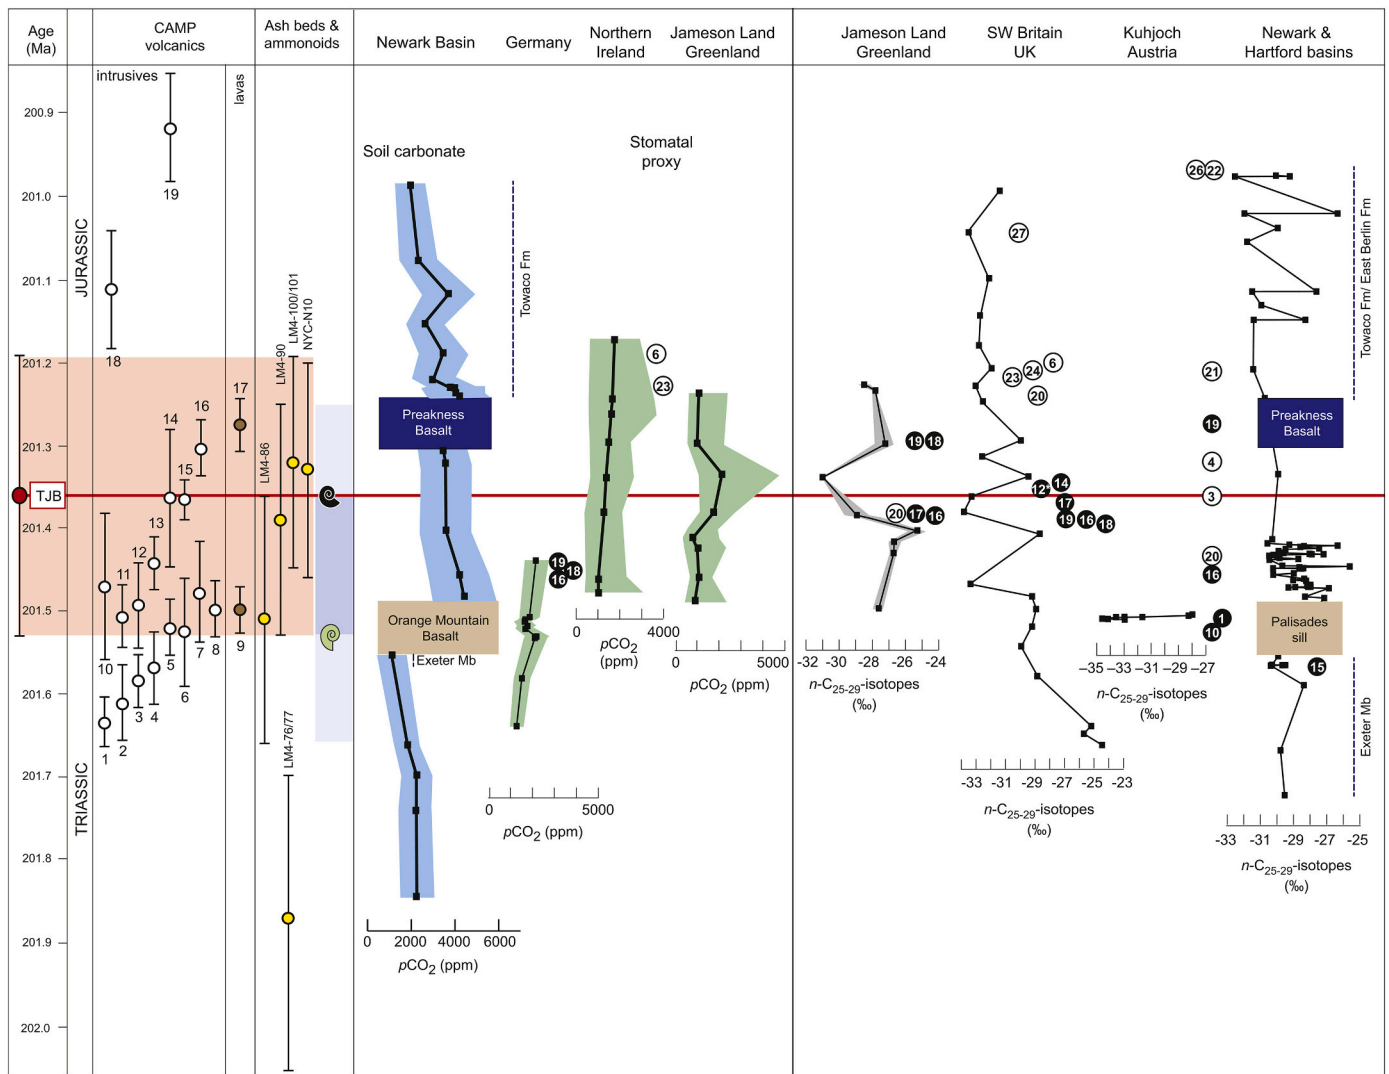 Age
(Ma)
CAMP
volcanics
Ash beds &
ammonoids
Newark Basin
Germany
Northern
Ireland
Jameson Land
Greenland
Jameson Land
Greenland
SW Britain
UK
Kuhjoch
Austria
Newark &
Hartford basins
intrusives
lavas
200.9
201.0
201.1
201.2
201.3
201.4
201.5
201.6
201.7
201.8
201.9
202.0
JURASSIC
TRIASSIC
TJB
19
18
17
16
14
15
13
12
11
10
5
6
7
8
9
3
4
2
1
LM4-76/77
LM4-86
LM4-90
LM4-100/101
NYC-N10
Soil carbonate
Stomatal
proxy
Towaco Fm
Preakness
Basalt
Orange Mountain
Basalt
Exeter Mb
0 2000 4000 6000
pCO2 (ppm)
19
18
16
0 5000
pCO2 (ppm)
6
23
0 4000
pCO2
(ppm)
0 5000
pCO2 (ppm)
19 18
20 17 16
-32 -30 -28 -26 -24
n-C25-29-isotopes
(‰)
27
6
24
23
20
14
12*
17
19 16 18
-33 -31 -29 -27 -25 -23
n-C25-29-isotopes
(‰)
1
10
-35 -33 -31 -29 -27
n-C25-29-isotopes
(‰)
26 22
21
19
4
3
20
16
15
Towaco Fm/ East Berlin Fm
Preakness
Basalt
Palisades
sill
Exeter Mb
-33 -31 -29 -27 -25
n-C25-29-isotopes
(‰)